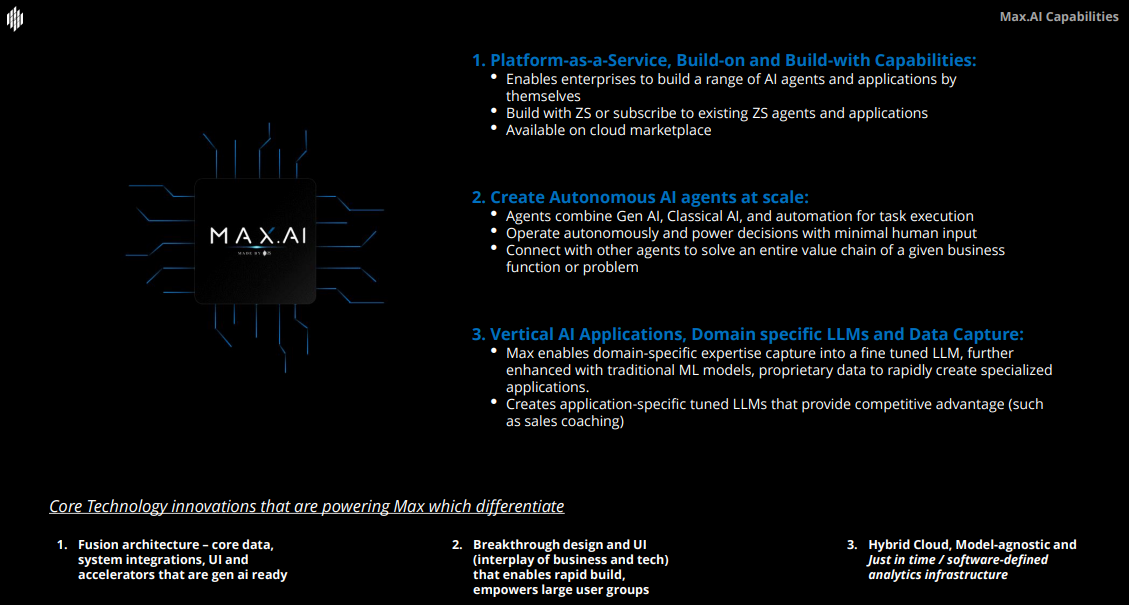 Max.AI Capabilities
1. Platform-as-a-Service, Build-on and Build-with Capabilities:
• Enables enterprises to build a range of AI agents and applications by
themselves
• Build with ZS or subscribe to existing ZS agents and applications
• Available on cloud marketplace
MAX.AI
MADE BY ZS
2. Create Autonomous AI agents at scale:
• Agents combine Gen AI, Classical AI, and automation for task execution
• Operate autonomously and power decisions with minimal human input
• Connect with other agents to solve an entire value chain of a given business
function or problem
3. Vertical AI Applications, Domain specific LLMs and Data Capture:
• Max enables domain-specific expertise capture into a fine tuned LLM, further
enhanced with traditional ML models, proprietary data to rapidly create specialized
applications.
• Creates application-specific tuned LLMs that provide competitive advantage (such
as sales coaching)
Core Technology innovations that are powering Max which differentiate
1. Fusion architecture – core data,
system integrations, UI and
accelerators that are gen ai ready
2. Breakthrough design and UI
(interplay of business and tech)
that enables rapid build,
empowers large user groups
3. Hybrid Cloud, Model-agnostic and
Just in time / software-defined
analytics infrastructure